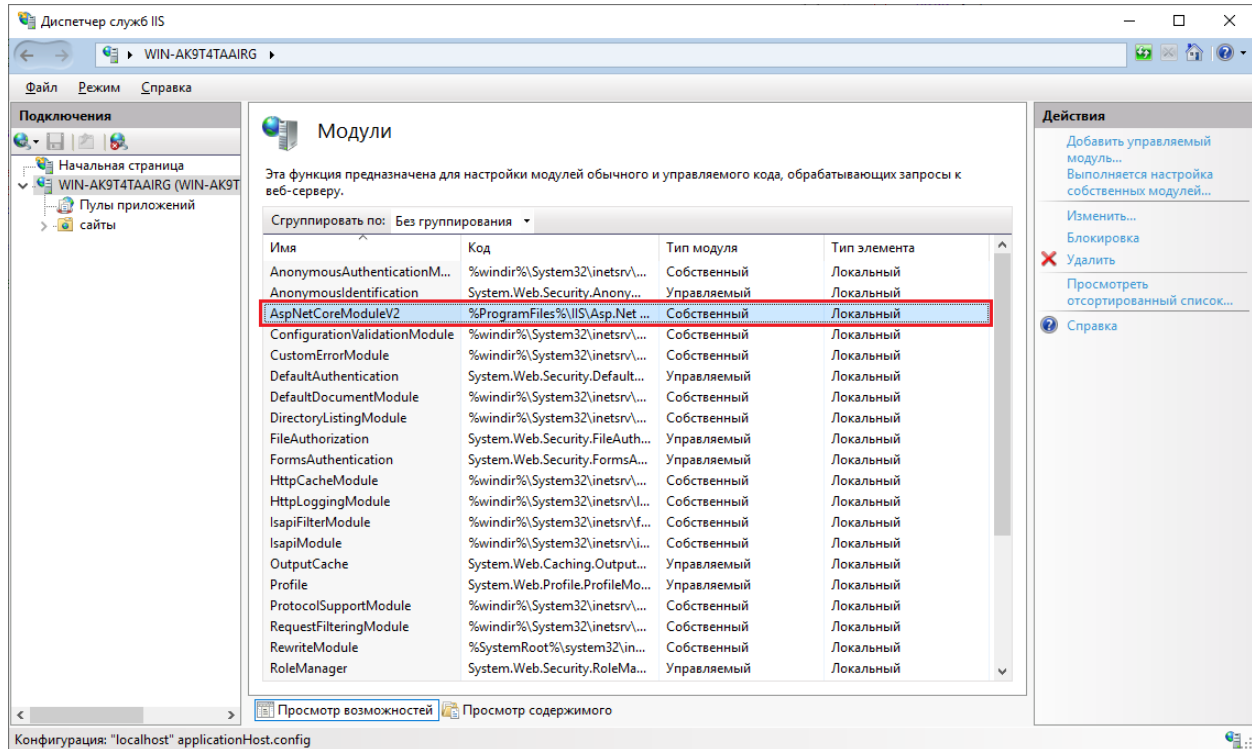 Диспетчер служб IIS
WIN-AK9T4TAAIRG
Файл Режим Справка
Подключения
Начальная страница
WIN-AK9T4TAAIRG (WIN-AK9T
Пулы приложений
сайты
Модули
Эта функция предназначена для настройки модулей обычного и управляемого кода, обрабатывающих запросы к
веб-серверу.
Сгруппировать по: Без группирования
Имя Код Тип модуля Тип элемента
AnonymousAuthenticationM... %windir%\System32\inetsrv\... Собственный Локальный
AnonymousIdentification System.Web.Security.Anony... Управляемый Локальный
AspNetCoreModuleV2 %ProgramFiles%\IIS\Asp.Net ... Собственный Локальный
ConfigurationValidationModule %windir%\System32\inetsrv\... Собственный Локальный
CustomErrorModule %windir%\System32\inetsrv\... Собственный Локальный
DefaultAuthentication System.Web.Security.Default... Управляемый Локальный
DefaultDocumentModule %windir%\System32\inetsrv\... Собственный Локальный
DirectoryListingModule %windir%\System32\inetsrv\... Собственный Локальный
FileAuthorization System.Web.Security.FileAuth... Управляемый Локальный
FormsAuthentication System.Web.Security.FormsA... Управляемый Локальный
HttpCacheModule %windir%\System32\inetsrv\... Собственный Локальный
HttpLoggingModule %windir%\System32\inetsrv\l... Собственный Локальный
IsapiFilterModule %windir%\System32\inetsrv\f... Собственный Локальный
IsapiModule %windir%\System32\inetsrv\i... Собственный Локальный
OutputCache System.Web.Caching.Output... Управляемый Локальный
Profile System.Web.Profile.ProfileMo... Управляемый Локальный
ProtocolSupportModule %windir%\System32\inetsrv\... Собственный Локальный
RequestFilteringModule %windir%\System32\inetsrv\... Собственный Локальный
RewriteModule %SystemRoot%\system32\in... Собственный Локальный
RoleManager System.Web.Security.RoleMa... Управляемый Локальный
Просмотр возможностей Просмотр содержимого
Действия
Добавить управляемый
модуль...
Выполняется настройка
собственных модулей...
Изменить...
Блокировка
Удалить
Просмотреть
отсортированный список...
Справка
Конфигурация: "localhost" applicationHost.config